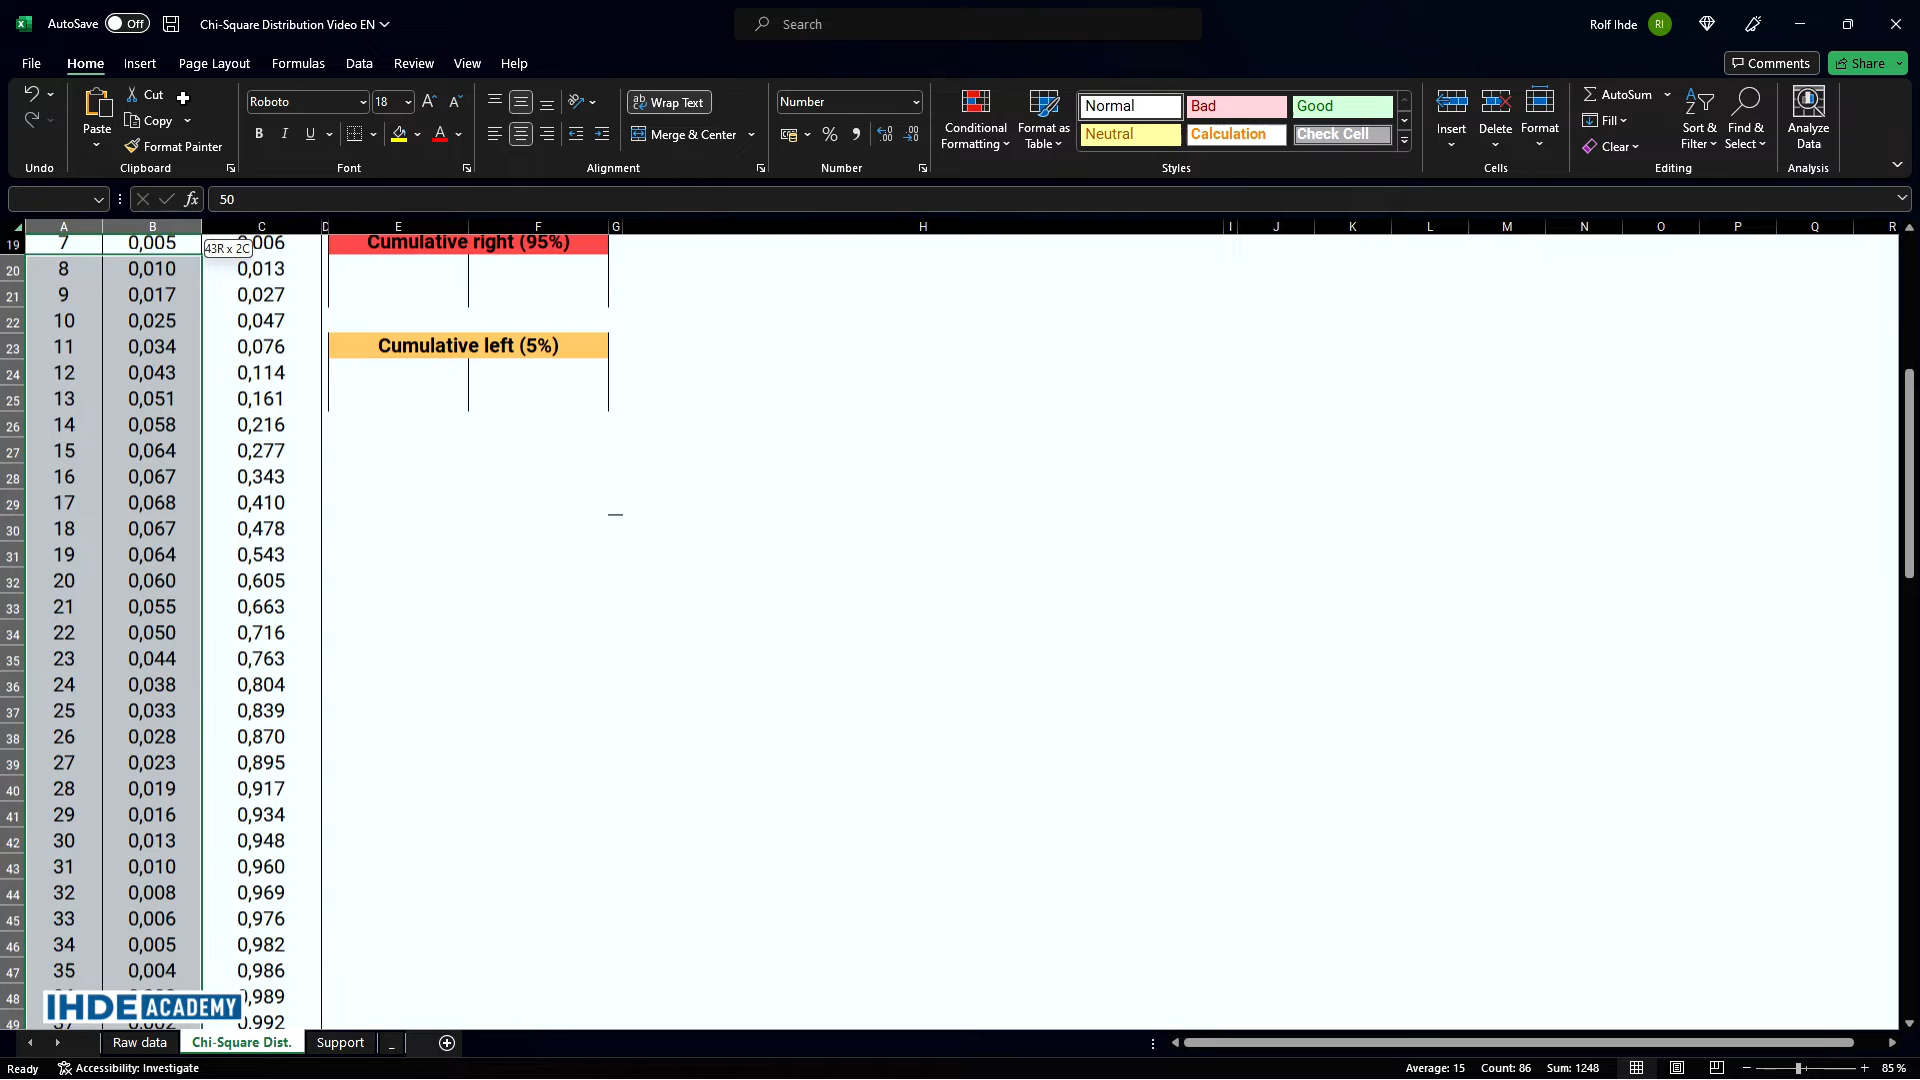 AutoSave Off Chi-Square Distribution Video EN Search Rolf Ihde RI
File Home Insert Page Layout Formulas Data Review View Help Comments Share
Paste Cut Copy Format Painter
Roboto 18 B I U A
Wrap Text Merge & Center
Number %
Conditional Formatting Format as Table
Normal Bad Good
Neutral Calculation Check Cell
Insert Delete Format
AutoSum Fill Clear
Sort & Filter Find & Select
Analyze Data
Undo Clipboard Font Alignment Number Styles Cells Editing Analysis
fx 50
A B C D E F G H I J K L M N O P Q R
19 7 0,005 43R x 2C 0,006 Cumulative right (95%)
20 8 0,010 0,013
21 9 0,017 0,027
22 10 0,025 0,047
23 11 0,034 0,076 Cumulative left (5%)
24 12 0,043 0,114
25 13 0,051 0,161
26 14 0,058 0,216
27 15 0,064 0,277
28 16 0,067 0,343
29 17 0,068 0,410
30 18 0,067 0,478
31 19 0,064 0,543
32 20 0,060 0,605
33 21 0,055 0,663
34 22 0,050 0,716
35 23 0,044 0,763
36 24 0,038 0,804
37 25 0,033 0,839
38 26 0,028 0,870
39 27 0,023 0,895
40 28 0,019 0,917
41 29 0,016 0,934
42 30 0,013 0,948
43 31 0,010 0,960
44 32 0,008 0,969
45 33 0,006 0,976
46 34 0,005 0,982
47 35 0,004 0,986
48 0,989
49 37 0,002 0,992
IHDE ACADEMY
Raw data Chi-Square Dist. Support _
Ready Accessibility: Investigate Average: 15 Count: 86 Sum: 1248 85 %